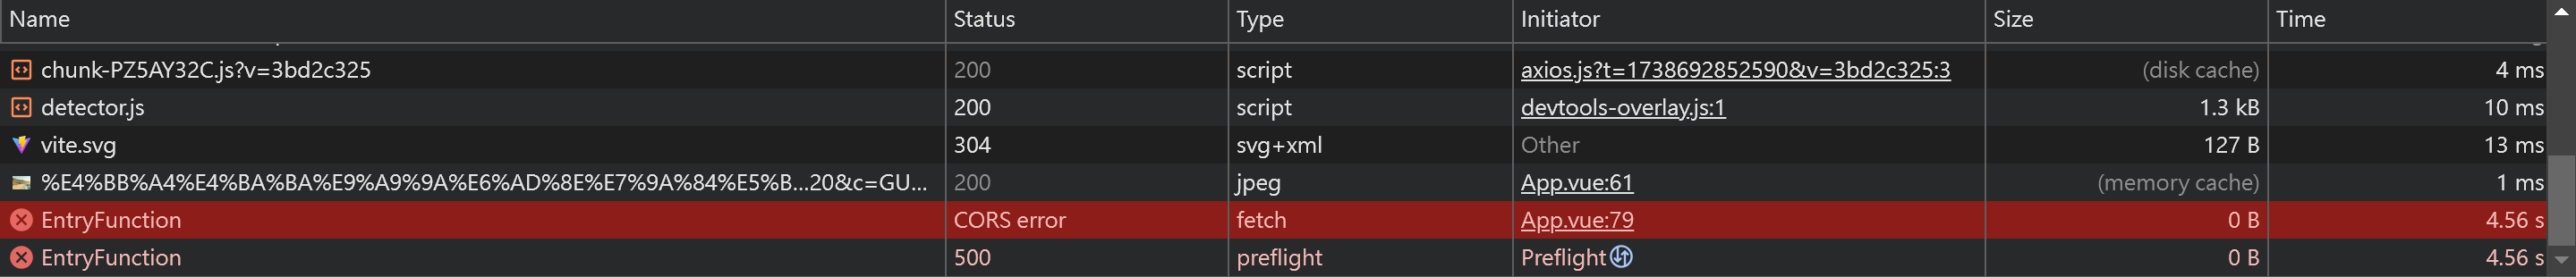 Name Status Type Initiator Size Time
chunk-PZ5AY32C.js?v=3bd2c325 200 script axios.js?t=1738692852590&v=3bd2c325:3 (disk cache) 4 ms
detector.js 200 script devtools-overlay.js:1 1.3 kB 10 ms
vite.svg 304 svg+xml Other 127 B 13 ms
%E4%BB%A4%E4%BA%BA%E9%A9%9A%E6%AD%8E%E7%9A%84%E5%B...20&c=GU... 200 jpeg App.vue:61 (memory cache) 1 ms
EntryFunction CORS error fetch App.vue:79 0 B 4.56 s
EntryFunction 500 preflight Preflight 0 B 4.56 s